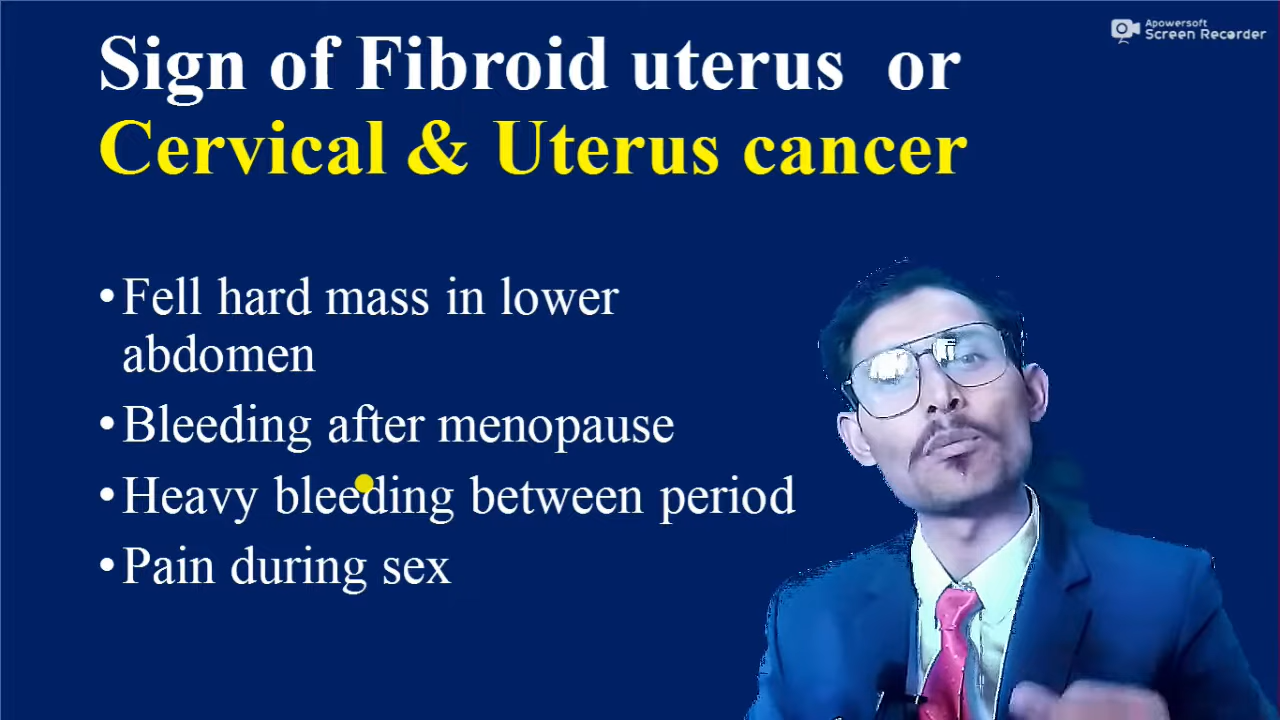 Apowersoft
Screen Recorder
Sign of Fibroid uterus or
Cervical & Uterus cancer
•Fell hard mass in lower
abdomen
•Bleeding after menopause
•Heavy bleeding between period
•Pain during sex